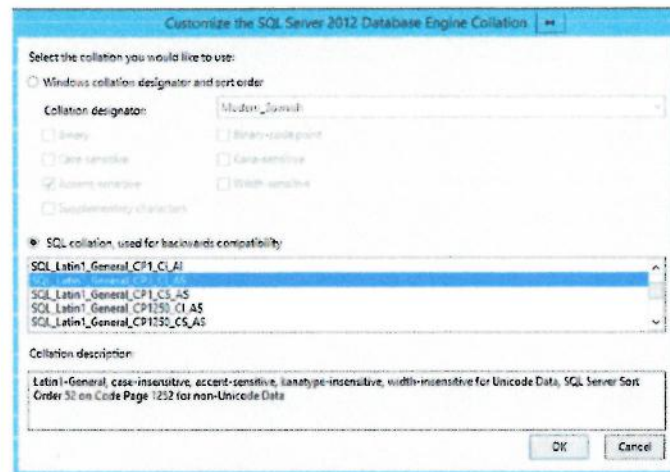 Customize the SQL Server 2012 Database Engine Collation
Select the collation you would like to use:
Windows collation designator and sort order
Collation designator: Modern_Spanish
Binary Binary-code point
Case-sensitive Kana-sensitive
Accent-sensitive Width-sensitive
Supplementary characters
SQL collation, used for backwards compatibility
SQL_Latin1_General_CP1_CI_AI
SQL_Latin1_General_CP1_CI_AS
SQL_Latin1_General_CP1_CS_AS
SQL_Latin1_General_CP1250_CI_AS
SQL_Latin1_General_CP1250_CS_AS
Collation description:
Latin1-General, case-insensitive, accent-sensitive, kanatype-insensitive, width-insensitive for Unicode Data, SQL Server Sort
Order 52 on Code Page 1252 for non-Unicode Data
OK Cancel